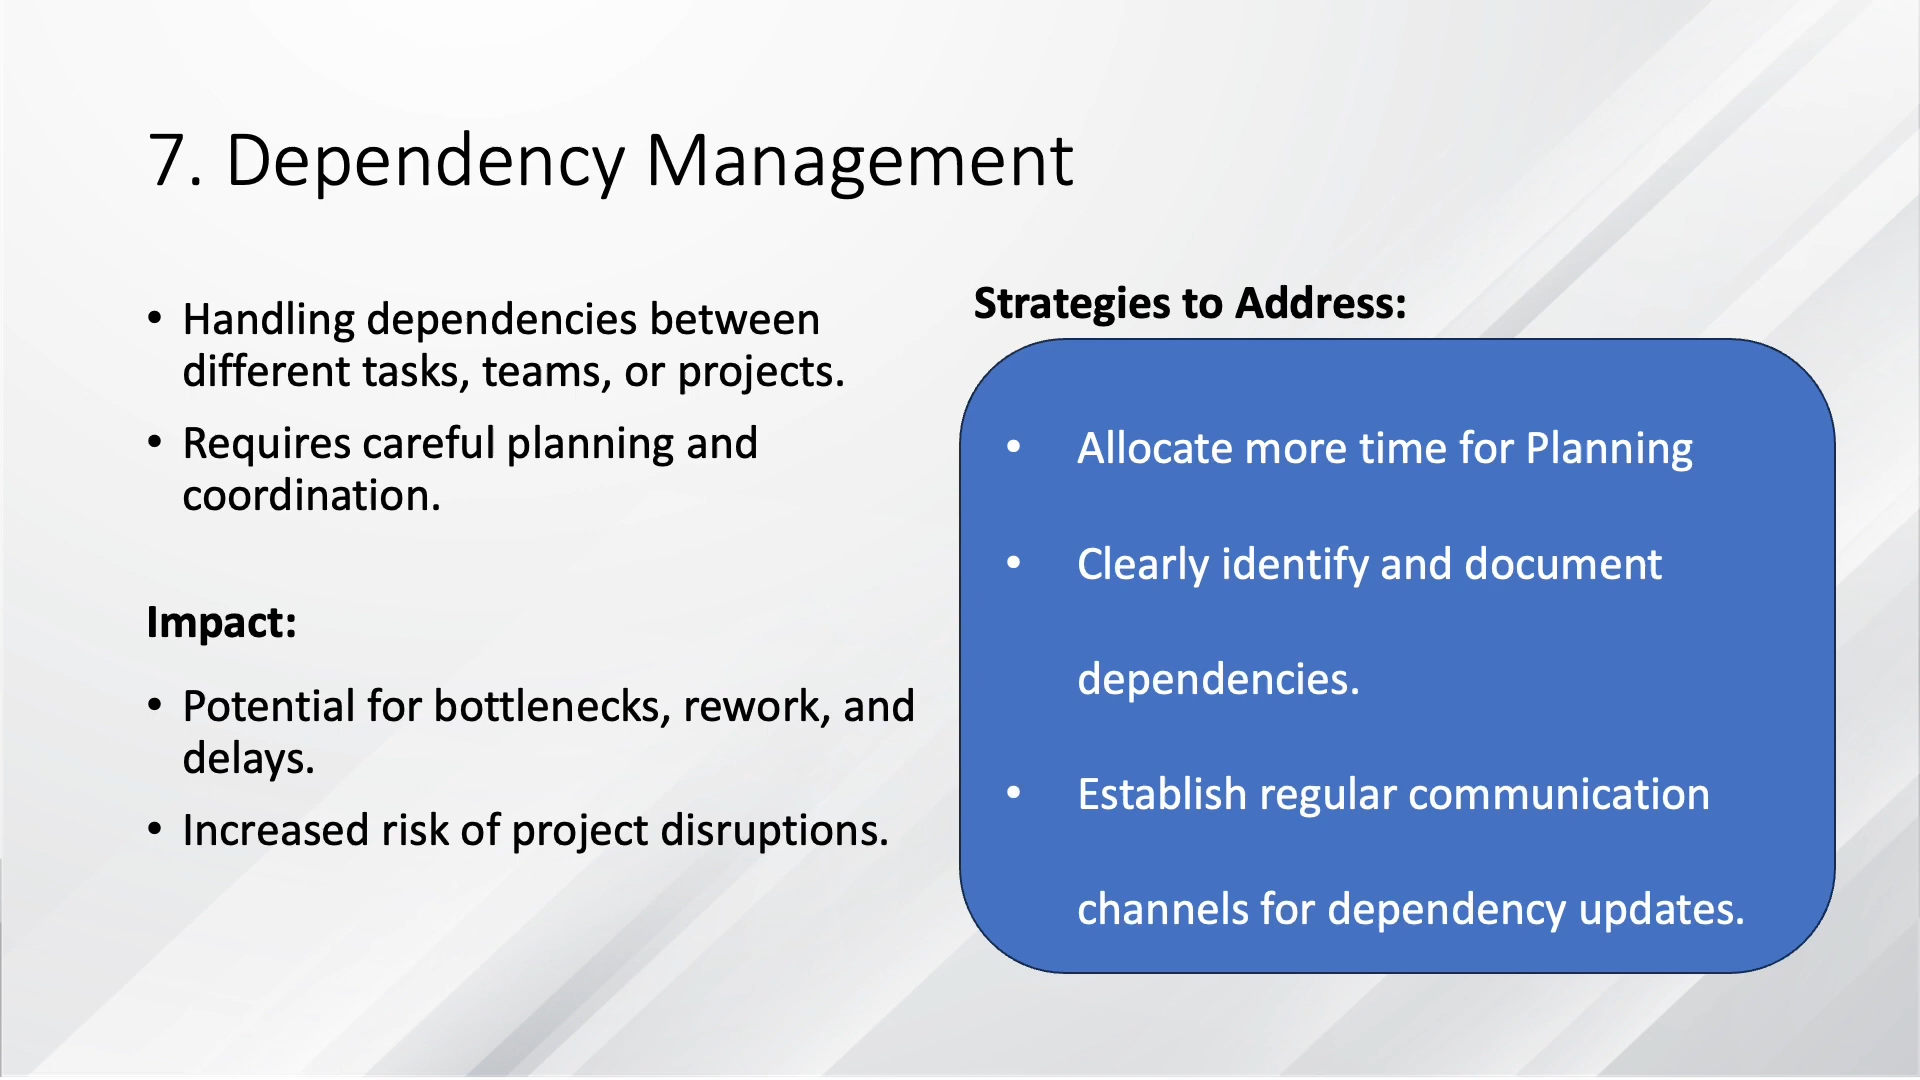 7. Dependency Management
• Handling dependencies between
different tasks, teams, or projects.
• Requires careful planning and
coordination.
Impact:
• Potential for bottlenecks, rework, and
delays.
• Increased risk of project disruptions.
Strategies to Address:
• Allocate more time for Planning
• Clearly identify and document
dependencies.
• Establish regular communication
channels for dependency updates.